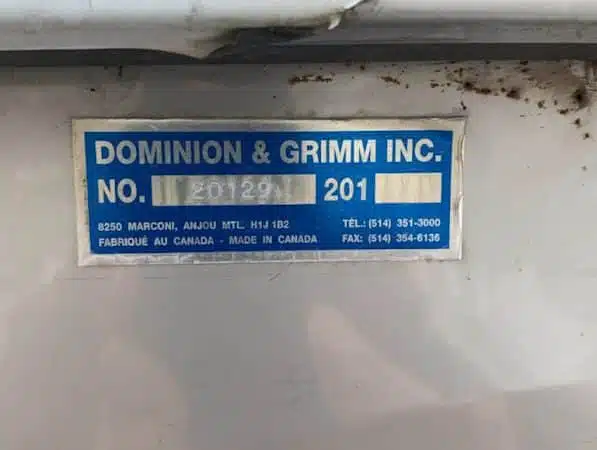 DOMINION & GRIMM INC.
NO. 20129 201
8250 MARCONI, ANJOU MTL. H1J 1B2 TÉL.: (514) 351-3000
FABRIQUÉ AU CANADA - MADE IN CANADA FAX: (514) 354-6136